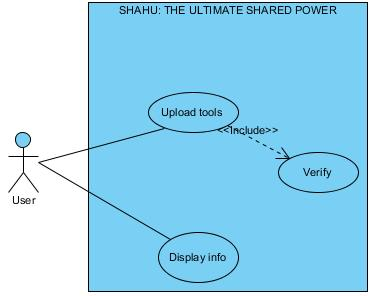 SHAHU: THE ULTIMATE SHARED POWER
Upload tools
<<Include>>
Verify
User
Display info